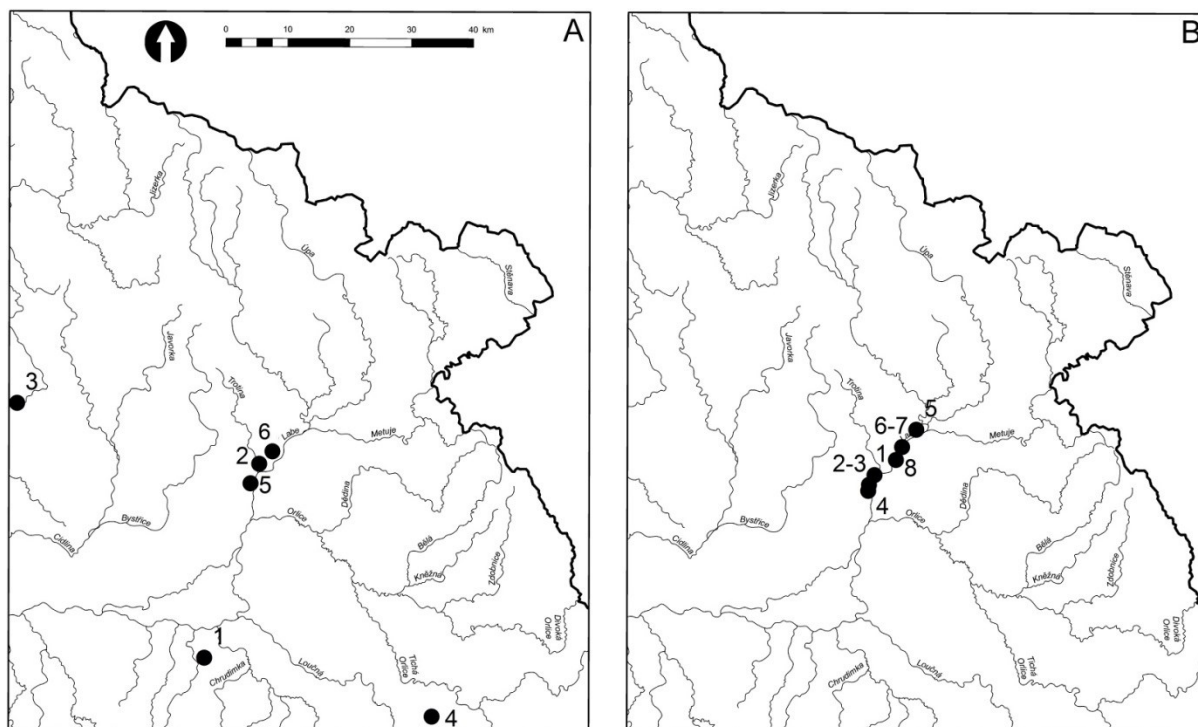 0 10 20 30 40 km
A
Jizerka
Úpa
Stěnava
Javorka
3
Trotina
6
Labe
2
Metuje
5
Dědina
Orlice
Bystřice
Cidlina
Bělá
Kněžná
Zdobnice
Divoká
Orlice
1
Loučná
Tichá
Orlice
Chrudimka
4
B
Jizerka
Úpa
Stěnava
Javorka
Trotina
5
6-7
Metuje
1
2-3
8
4
Dědina
Orlice
Bystřice
Cidlina
Bělá
Kněžná
Zdobnice
Divoká
Orlice
Loučná
Tichá
Orlice
Chrudimka